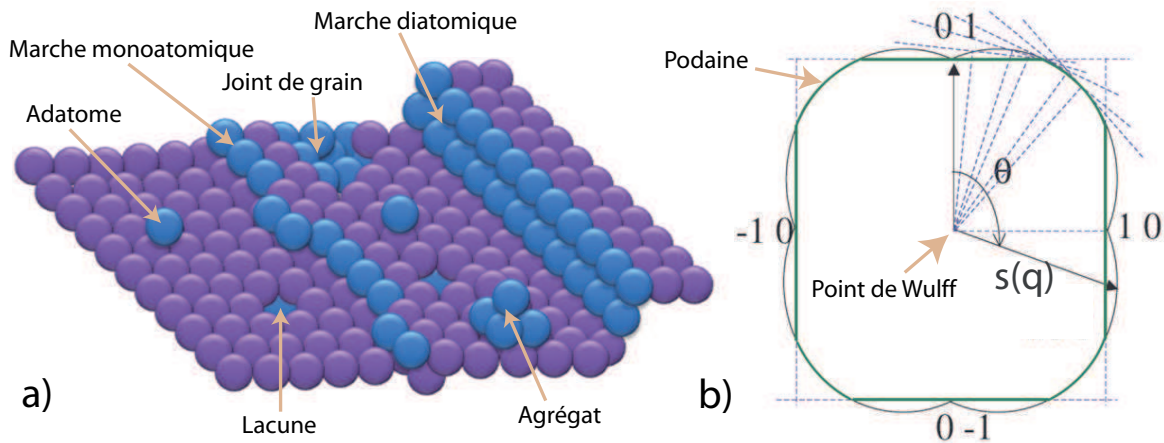 Marche monoatomique
Marche diatomique
Joint de grain
Adatome
Lacune
Agrégat
a)
0 1
Podaine
θ
-1 0
1 0
Point de Wulff
s(q)
0 -1
b)